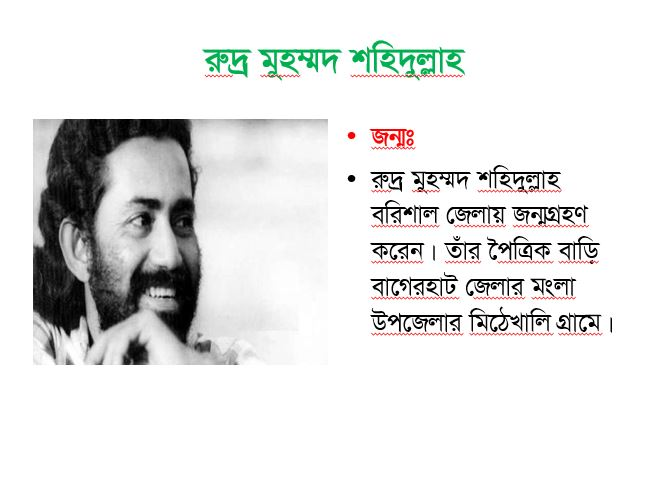 রুদ্র মুহম্মদ শহিদুল্লাহ
• জন্মঃ
• রুদ্র মুহম্মদ শহিদুল্লাহ
বরিশাল জেলায় জন্মগ্রহণ
করেন। তাঁর পৈত্রিক বাড়ি
বাগেরহাট জেলার মংলা
উপজেলার মিঠেখালি গ্রামে।